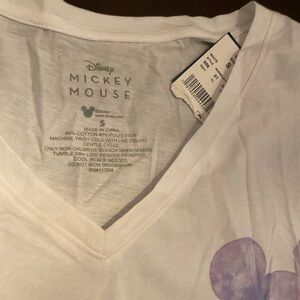 Disney
MICKEY
MOUSE
S
MADE IN CHINA
60% COTTON 40% POLYESTER
MACHINE WASH COLD WITH LIKE COLORS
GENTLE CYCLE
ONLY NON-CHLORINE BLEACH WHEN NEEDED
TUMBLE DRY LOW REMOVE PROMPTLY
COOL IRON IF NEEDED
DO NOT IRON DECORATION